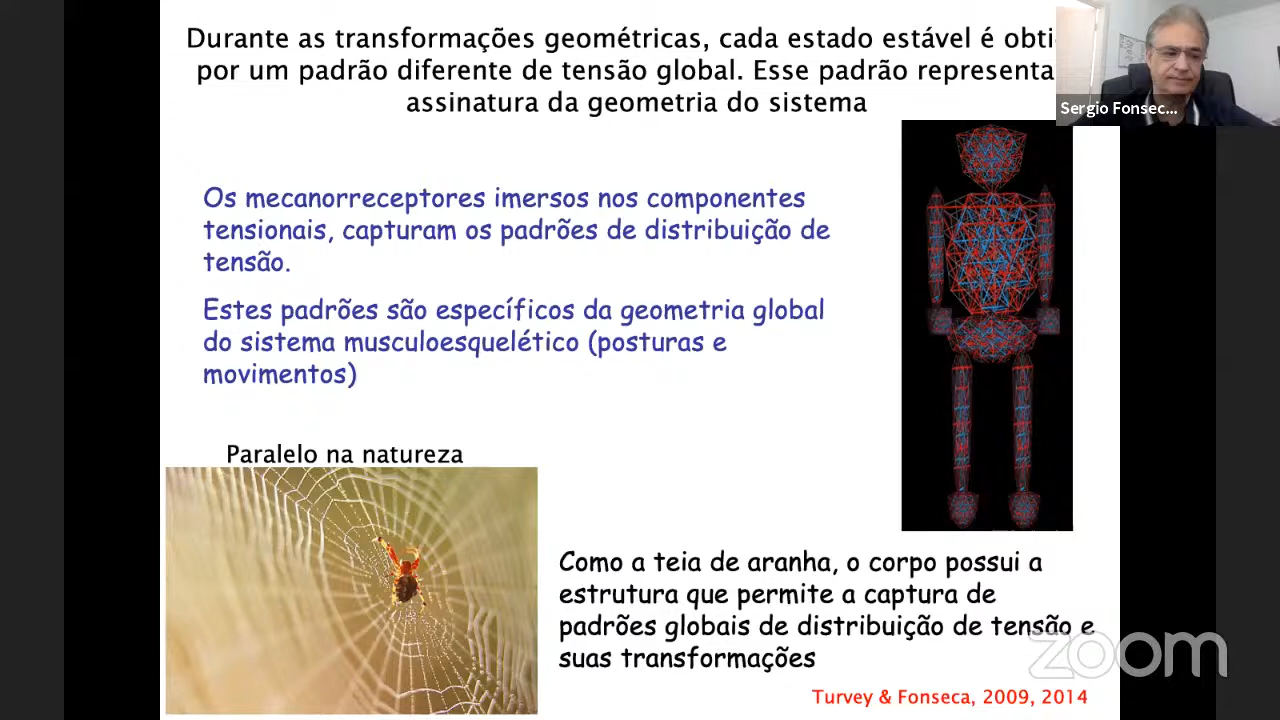 Durante as transformações geométricas, cada estado estável é
por um padrão diferente de tensão global. Esse padrão representa
assinatura da geometria do sistema
Sergio Fonsec...
Os mecanorreceptores imersos nos componentes
tensionais, capturam os padrões de distribuição de
tensão.
Estes padrões são específicos da geometria global
do sistema musculoesquelético (posturas e
movimentos)
Paralelo na natureza
Como a teia de aranha, o corpo possui a
estrutura que permite a captura de
padrões globais de distribuição de tensão e
suas transformações
zoom
Turvey & Fonseca, 2009, 2014